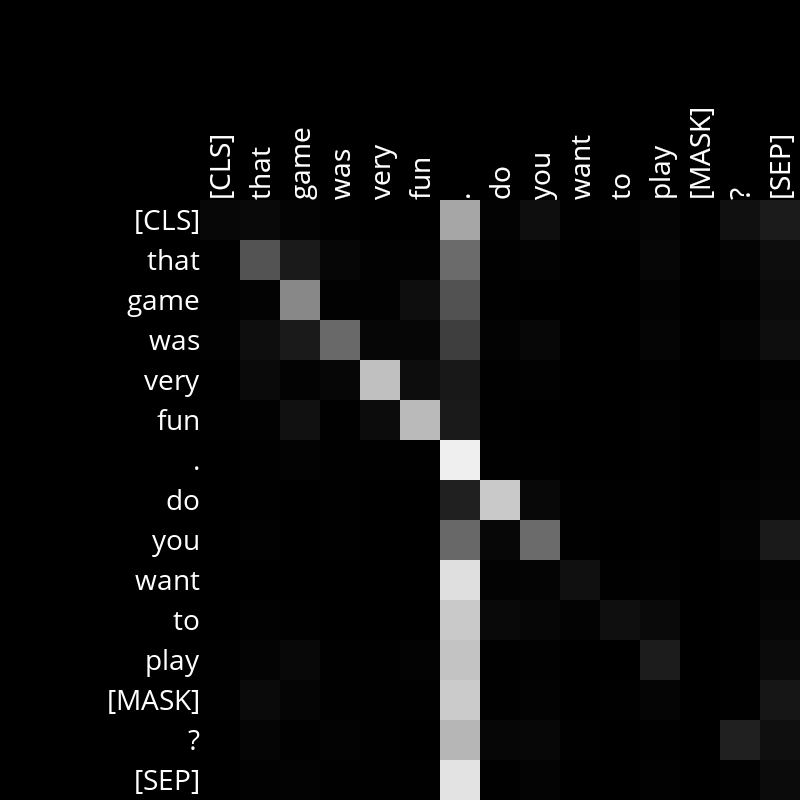 [CLS] that game was very fun . do you want to play [MASK] ? [SEP]
[CLS]
that
game
was
very
fun
.
do
you
want
to
play
[MASK]
?
[SEP]